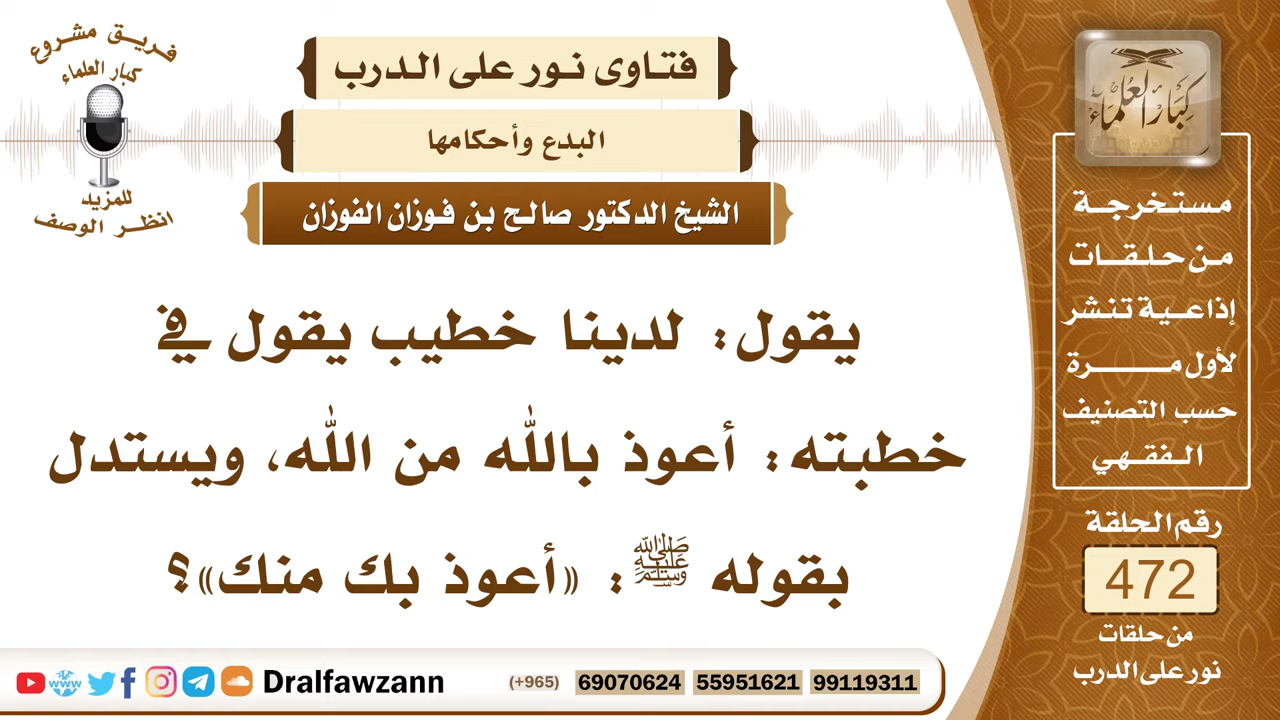 فريق مشروع
كبار العلماء
للمزيد
انظر الوصف
فتاوى نور على الدرب
البدع وأحكامها
الشيخ الدكتور صالح بن فوزان الفوزان
يقول: لدينا خطيب يقول في
خطبته: أعوذ بالله من الله، ويستدل
بقوله ﷺ: «أعوذ بك منك»؟
كبار العلماء
مستخرجة
من حلقات
إذاعية تنشر
لأول مرة
حسب التصنيف
الفقهي
رقم الحلقة
472
من حلقات
نور على الدرب
www
Dralfawzann
(+965) 69070624 55951621 99119311